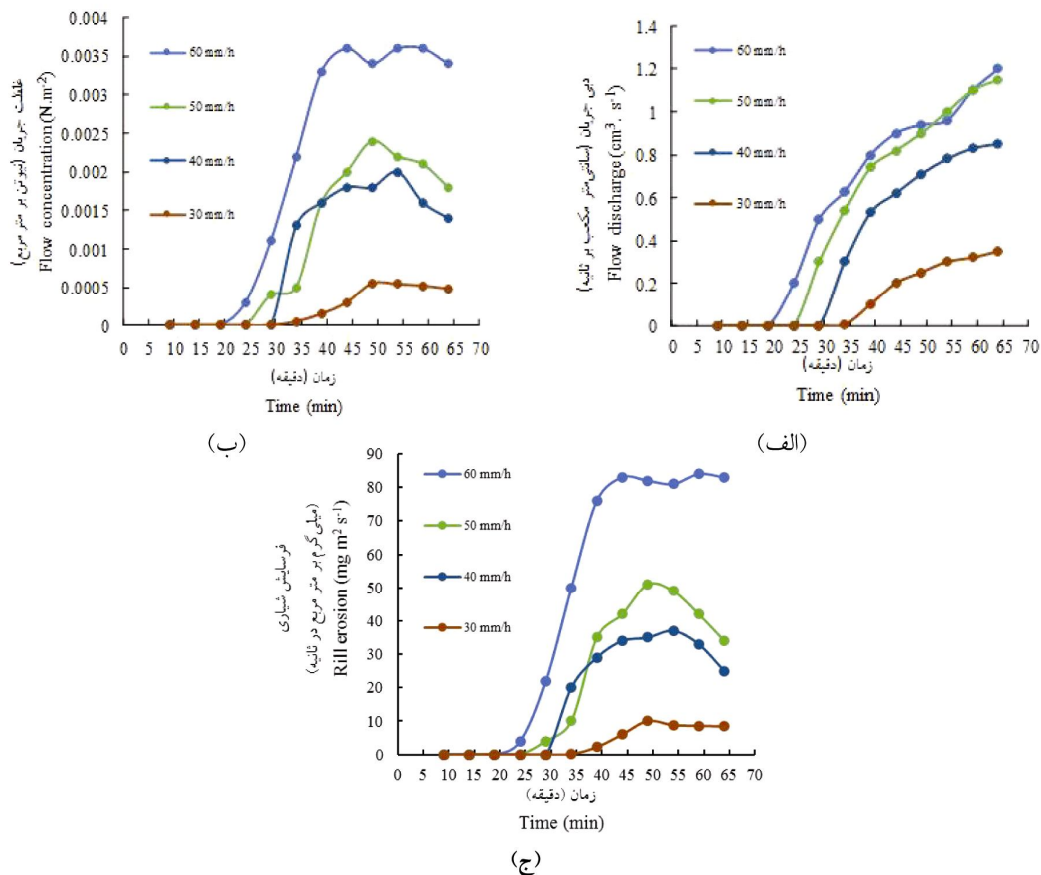 0.004
0.0035
0.003
0.0025
0.002
0.0015
0.001
0.0005
0
غلظت جریان (نیوتن بر متر مربع)
Flow concentration (N.m-2)
60 mm/h
50 mm/h
40 mm/h
30 mm/h
0 5 10 15 20 25 30 35 40 45 50 55 60 65 70
زمان (دقیقه)
Time (min)
(ب)
1.4
1.2
1
0.8
0.6
0.4
0.2
0
دبی جریان (سانتی‌متر مکعب بر ثانیه)
Flow discharge (cm3. s-1)
60 mm/h
50 mm/h
40 mm/h
30 mm/h
0 5 10 15 20 25 30 35 40 45 50 55 60 65 70
زمان (دقیقه)
Time (min)
(الف)
90
80
70
60
50
40
30
20
10
0
فرسایش شیاری
(میلی‌گرم بر متر مربع در ثانیه)
Rill erosion (mg m2 s-1)
60 mm/h
50 mm/h
40 mm/h
30 mm/h
0 5 10 15 20 25 30 35 40 45 50 55 60 65 70
زمان (دقیقه)
Time (min)
(ج)